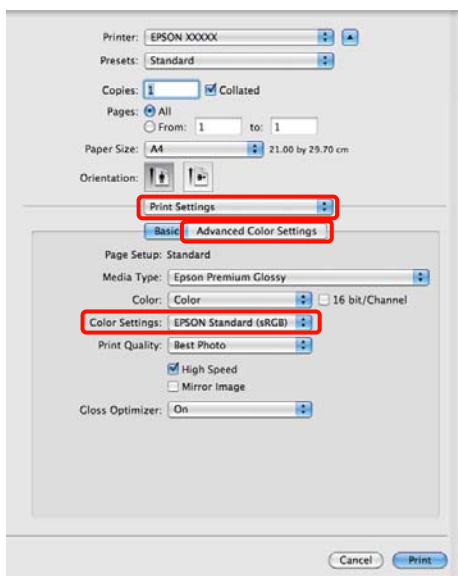 Printer: EPSON XXXXX
Presets: Standard
Copies: 1 Collated
Pages: All
From: 1 to: 1
Paper Size: A4 21.00 by 29.70 cm
Orientation:
Print Settings
Basic Advanced Color Settings
Page Setup: Standard
Media Type: Epson Premium Glossy
Color: Color 16 bit/Channel
Color Settings: EPSON Standard (sRGB)
Print Quality: Best Photo
High Speed
Mirror Image
Gloss Optimizer: On
Cancel Print